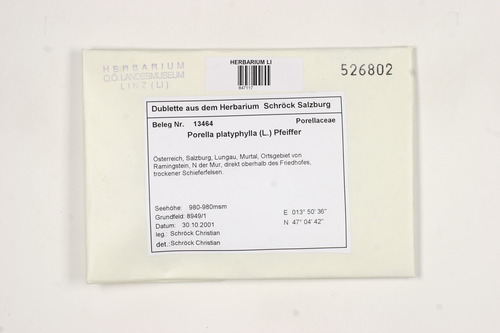 HERBARIUM
O.Ö. LANDESMUSEUM
LINZ (LI)
HERBARIUM LI
847117
526802
Dublette aus dem Herbarium Schröck Salzburg
Beleg Nr. 13464
Porellaceae
Porella platyphylla (L.) Pfeiffer
Österreich, Salzburg, Lungau, Murtal, Ortsgebiet von
Ramingstein, N der Mur, direkt oberhalb des Friedhofes,
trockener Schieferfelsen.
Seehöhe: 980-980msm
Grundfeld: 8949/1
Datum: 30.10.2001
leg.: Schröck Christian
det.: Schröck Christian
E 013° 50' 36"
N 47° 04' 42"